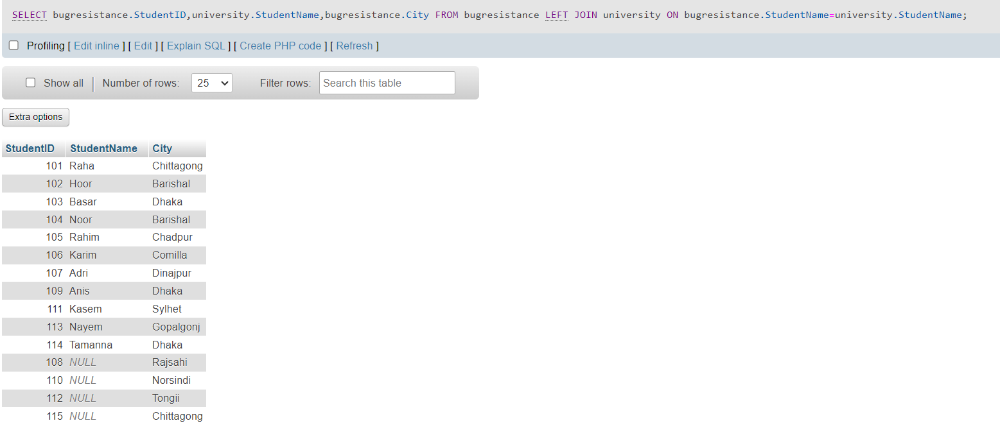 SELECT bugresistance.StudentID,university.StudentName,bugresistance.City FROM bugresistance LEFT JOIN university ON bugresistance.StudentName=university.StudentName;
Profiling [ Edit inline ] [ Edit ] [ Explain SQL ] [ Create PHP code ] [ Refresh ]
Show all | Number of rows: 25 Filter rows: Search this table
Extra options
StudentID StudentName City
101 Raha Chittagong
102 Hoor Barishal
103 Basar Dhaka
104 Noor Barishal
105 Rahim Chadpur
106 Karim Comilla
107 Adri Dinajpur
109 Anis Dhaka
111 Kasem Sylhet
113 Nayem Gopalgonj
114 Tamanna Dhaka
108 NULL Rajsahi
110 NULL Norsindi
112 NULL Tongii
115 NULL Chittagong